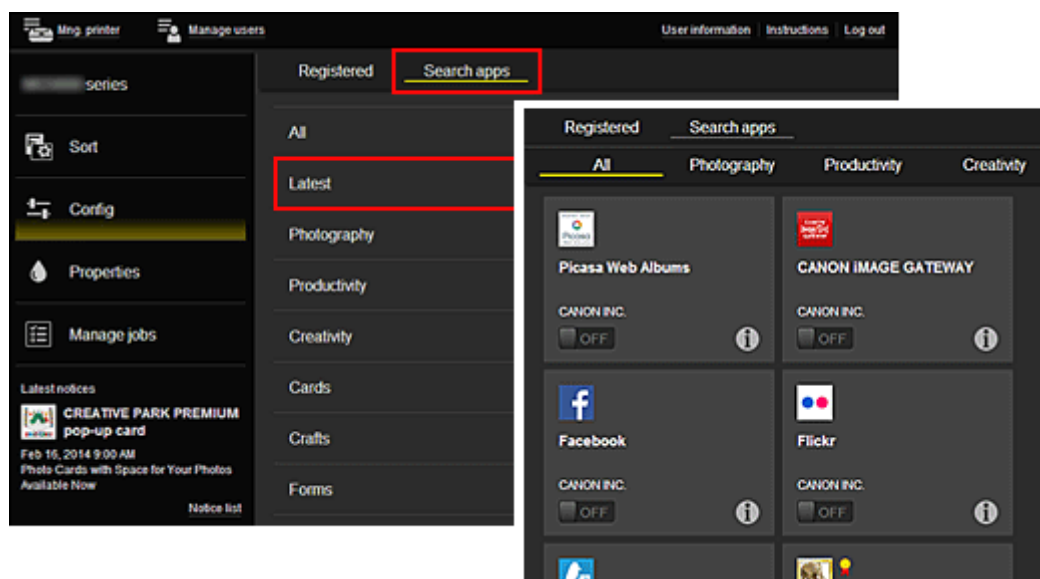 Mng. printer
Manage users
User information
Instructions
Log out
series
Sort
Config
Properties
Manage jobs
Latest notices
CREATIVE PARK PREMIUM
pop-up card
Feb 16, 2014 9:00 AM
Photo Cards with Space for Your Photos
Available Now
Notice list
Registered
Search apps
All
Latest
Photography
Productivity
Creativity
Cards
Crafts
Forms
Registered
Search apps
All
Photography
Productivity
Creativity
Picasa
Picasa Web Albums
CANON INC.
OFF
CANON iMAGE GATEWAY
CANON INC.
OFF
Facebook
CANON INC.
OFF
Flickr
CANON INC.
OFF